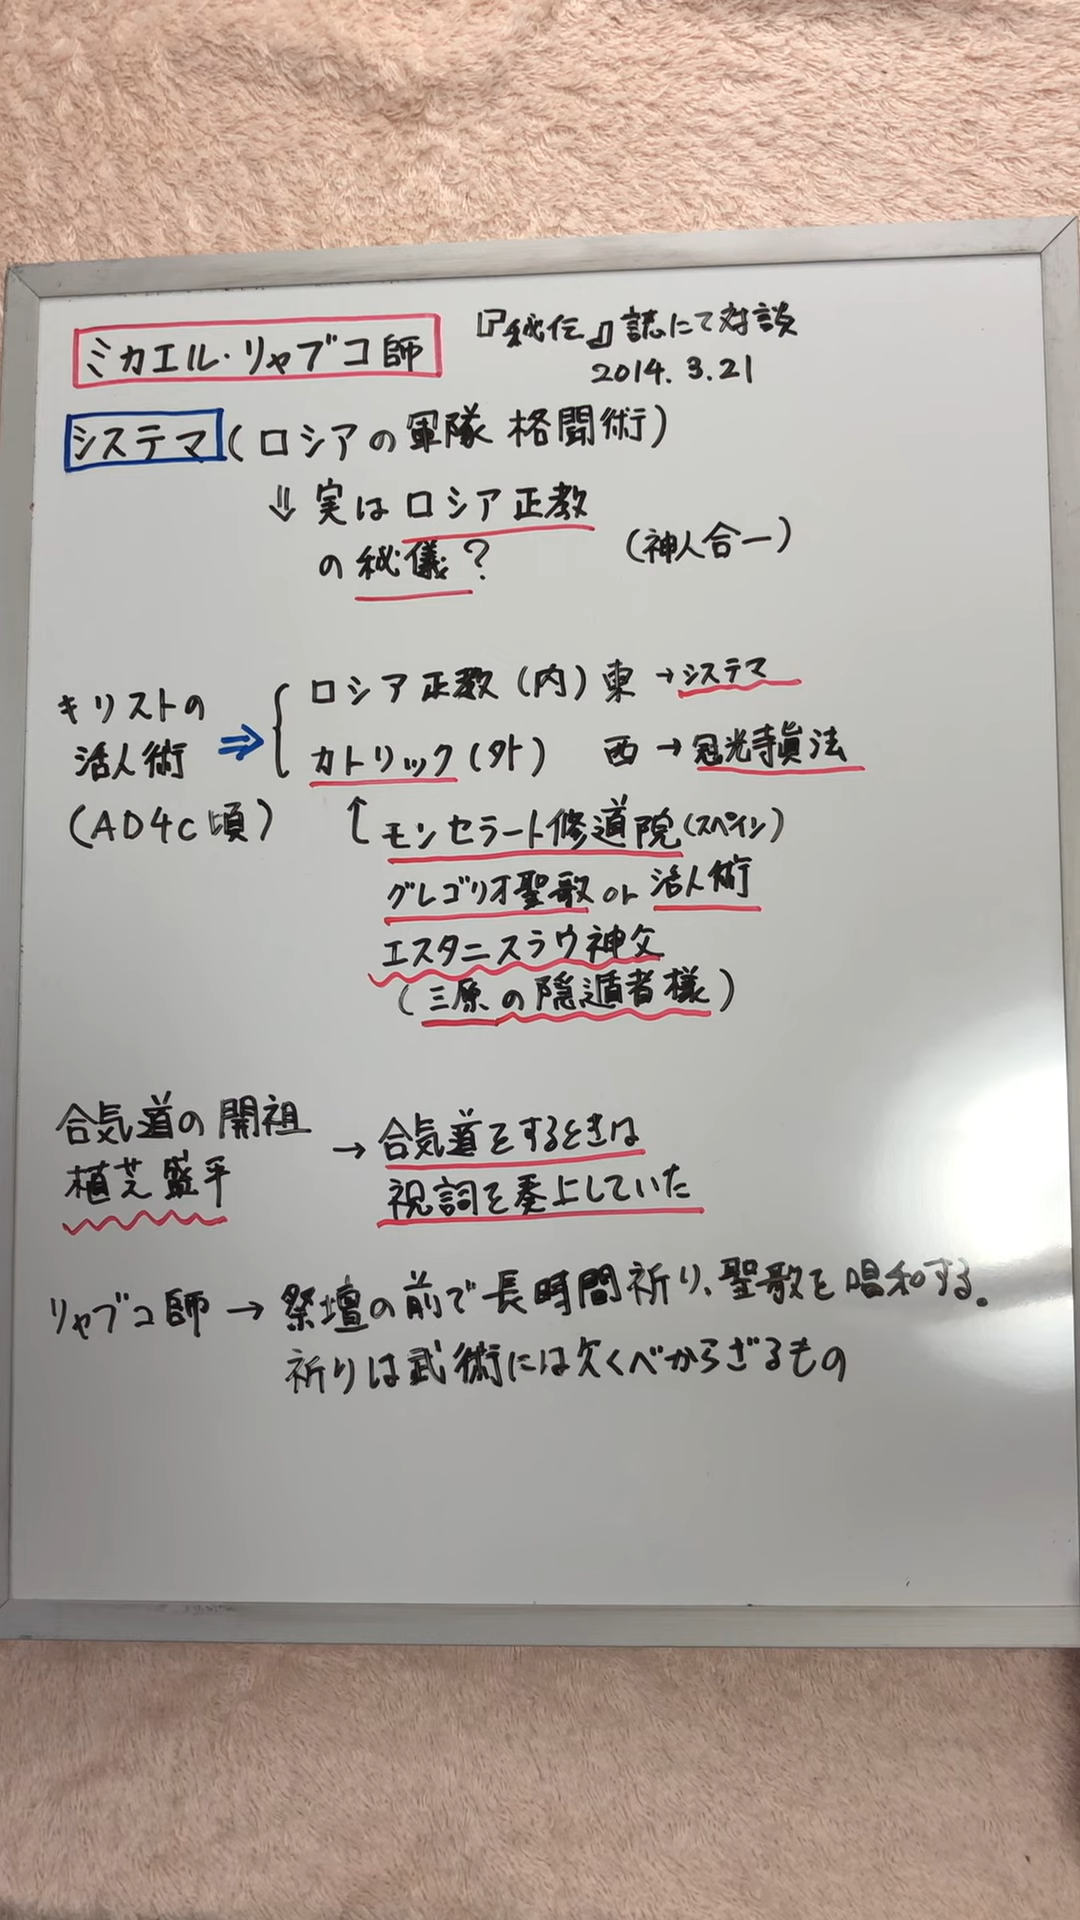 ミカエル・リャブコ師
『秘伝』誌にて対談
2014.3.21
システマ(ロシアの軍隊格闘術)
⇓ 実はロシア正教
の秘儀?
(神人合一)
キリストの
活人術
(AD4C頃)
⇒
{
ロシア正教(内)東→システマ
カトリック(外) 西→冠光寺眞法
↑モンセラート修道院(スペイン)
グレゴリオ聖歌or活人術
エスタニスラウ神父
(三原の隠遁者様)
合気道の開祖
植芝盛平
→合気道をするときは
祝詞を奏上していた
リャブコ師→祭壇の前で長時間祈り、聖歌を唱和する。
祈りは武術には欠くべからざるもの